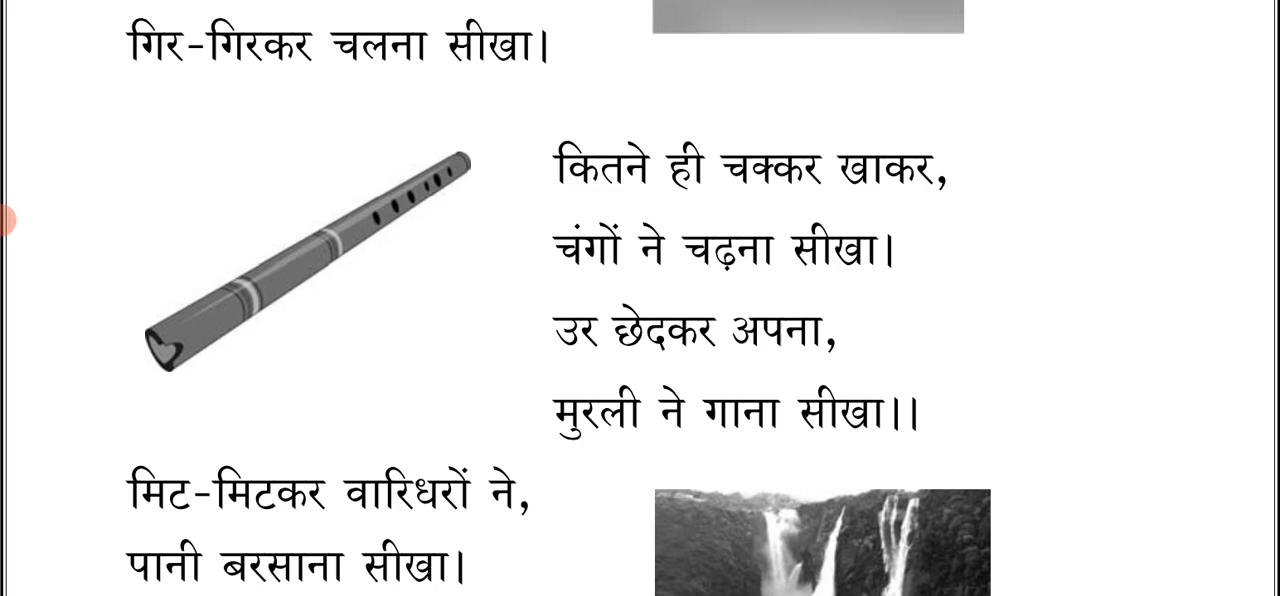 गिर-गिरकर चलना सीखा।
कितने ही चक्कर खाकर,
चंगों ने चढ़ना सीखा।
उर छेदकर अपना,
मुरली ने गाना सीखा।।
मिट-मिटकर वारिधरों ने,
पानी बरसाना सीखा।